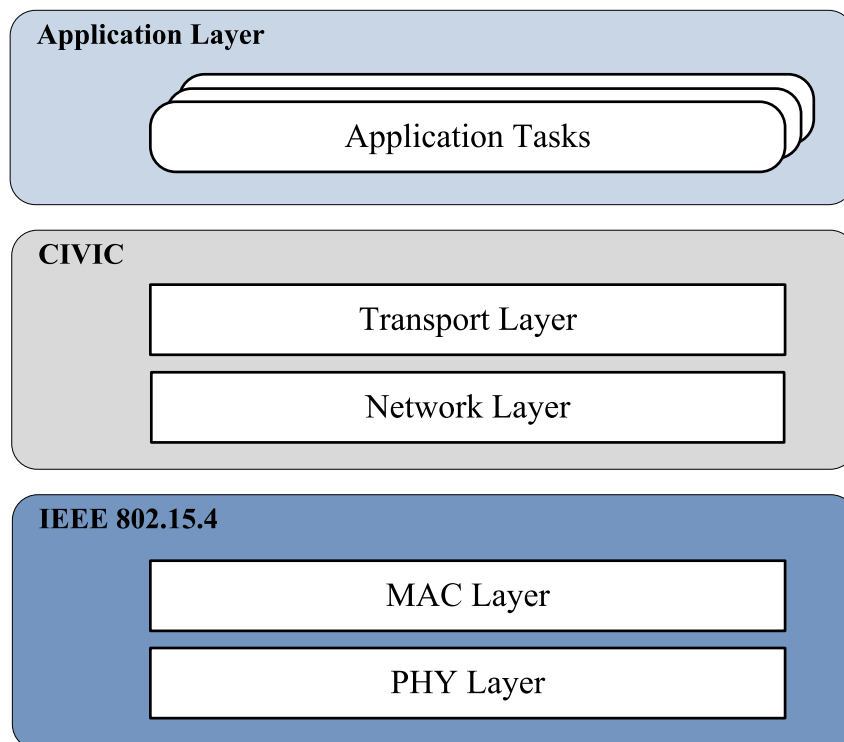 Application Layer
Application Tasks
CIVIC
Transport Layer
Network Layer
IEEE 802.15.4
MAC Layer
PHY Layer